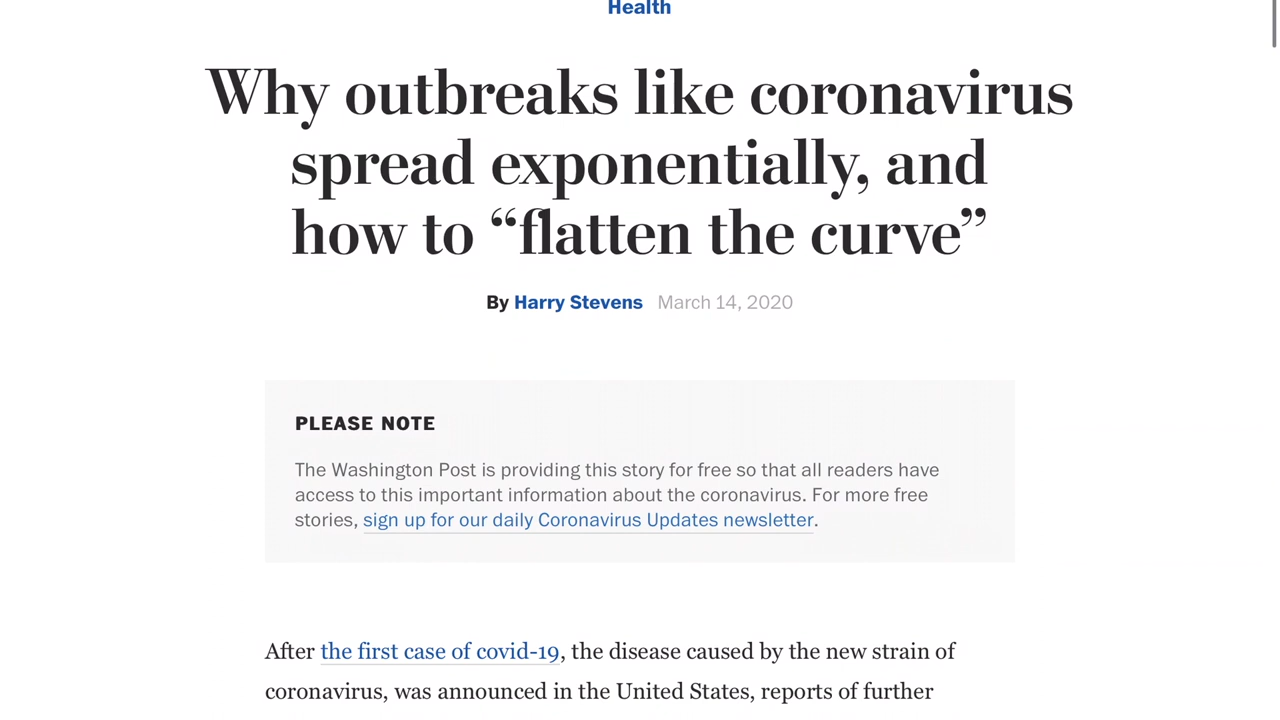 Health
Why outbreaks like coronavirus
spread exponentially, and
how to “flatten the curve”
By Harry Stevens March 14, 2020
PLEASE NOTE
The Washington Post is providing this story for free so that all readers have
access to this important information about the coronavirus. For more free
stories, sign up for our daily Coronavirus Updates newsletter.
After the first case of covid-19, the disease caused by the new strain of
coronavirus, was announced in the United States, reports of further